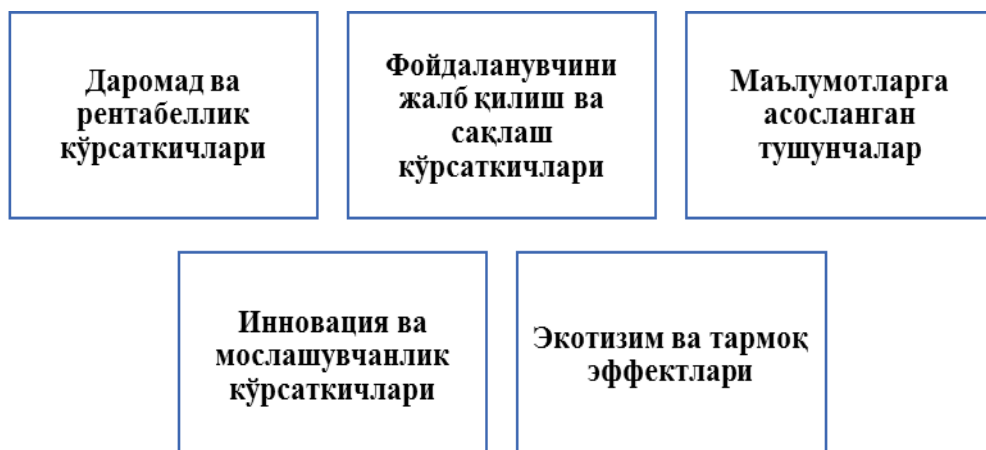 Даромад ва
рентабеллик
кўрсаткичлари
Фойдаланувчини
жалб қилиш ва
сақлаш
кўрсаткичлари
Маълумотларга
асосланган
тушунчалар
Инновация ва
мослашувчанлик
кўрсаткичлари
Экотизим ва тармоқ
эффектлари